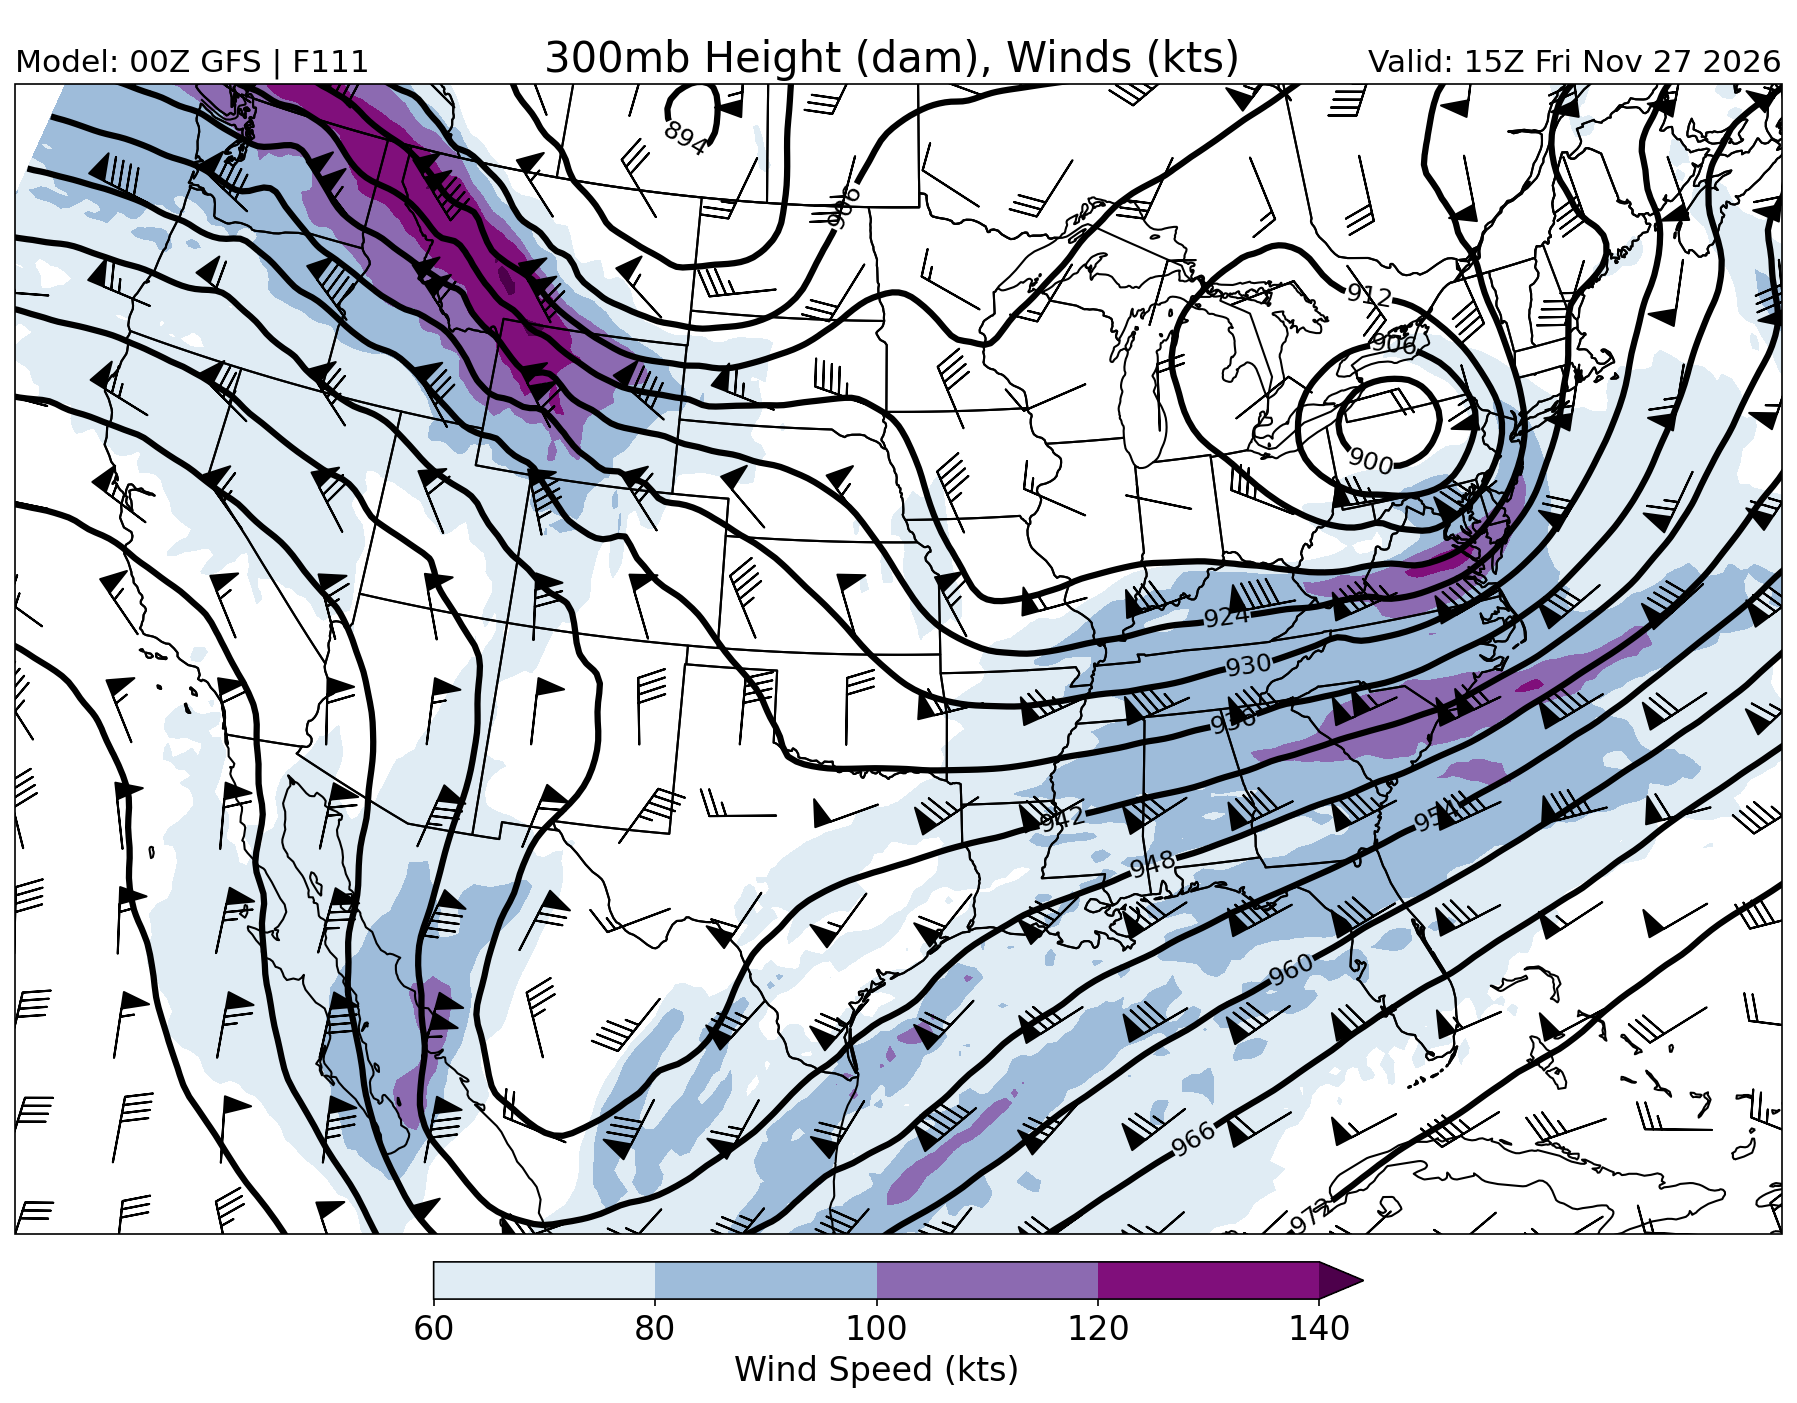 Model: 00Z GFS | F111
300mb Height (dam), Winds (kts)
Valid: 15Z Fri Nov 27 2026
894
906
912
906
900
924
930
936
942
954
948
960
966
972
60 80 100 120 140
Wind Speed (kts)